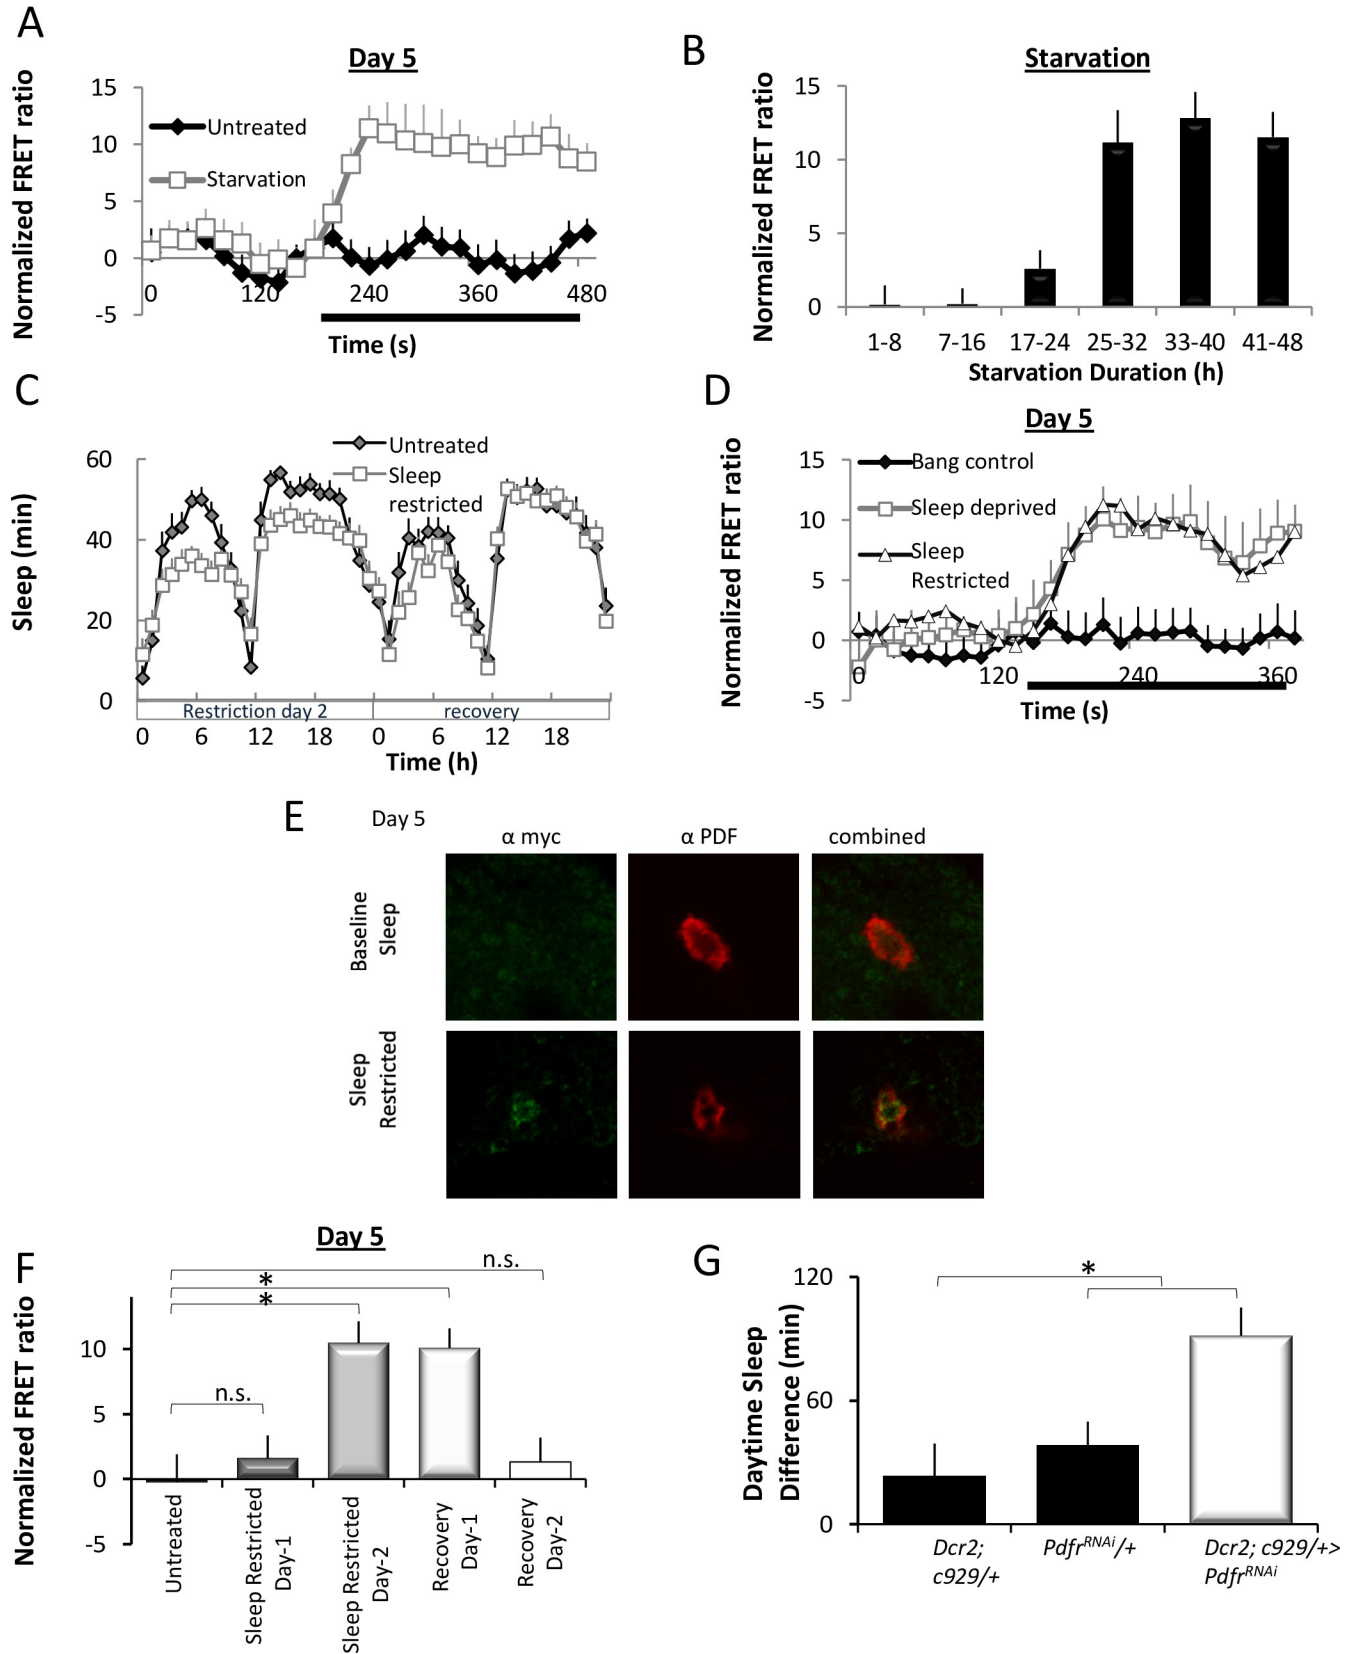 A
Day 5
Normalized FRET ratio
15
10
5
0
-5
Untreated
Starvation
0
120
240
360
480
Time (s)
B
Starvation
Normalized FRET ratio
15
10
5
0
1-8
7-16
17-24
25-32
33-40
41-48
Starvation Duration (h)
C
Sleep (min)
60
40
20
0
Untreated
Sleep
restricted
Restriction day 2
recovery
0
6
12
18
0
6
12
18
Time (h)
D
Day 5
Normalized FRET ratio
15
10
5
0
-5
Bang control
Sleep deprived
Sleep
Restricted
0
120
240
360
Time (s)
E
Day 5
α myc
α PDF
combined
Baseline
Sleep
Sleep
Restricted
F
Day 5
Normalized FRET ratio
10
5
0
-5
n.s.
*
*
n.s.
Untreated
Sleep Restricted
Day-1
Sleep Restricted
Day-2
Recovery
Day-1
Recovery
Day-2
G
Daytime Sleep
Difference (min)
120
60
0
*
Dcr2;
c929/+
Pdfr^RNAi/+
Dcr2; c929/+>
Pdfr^RNAi